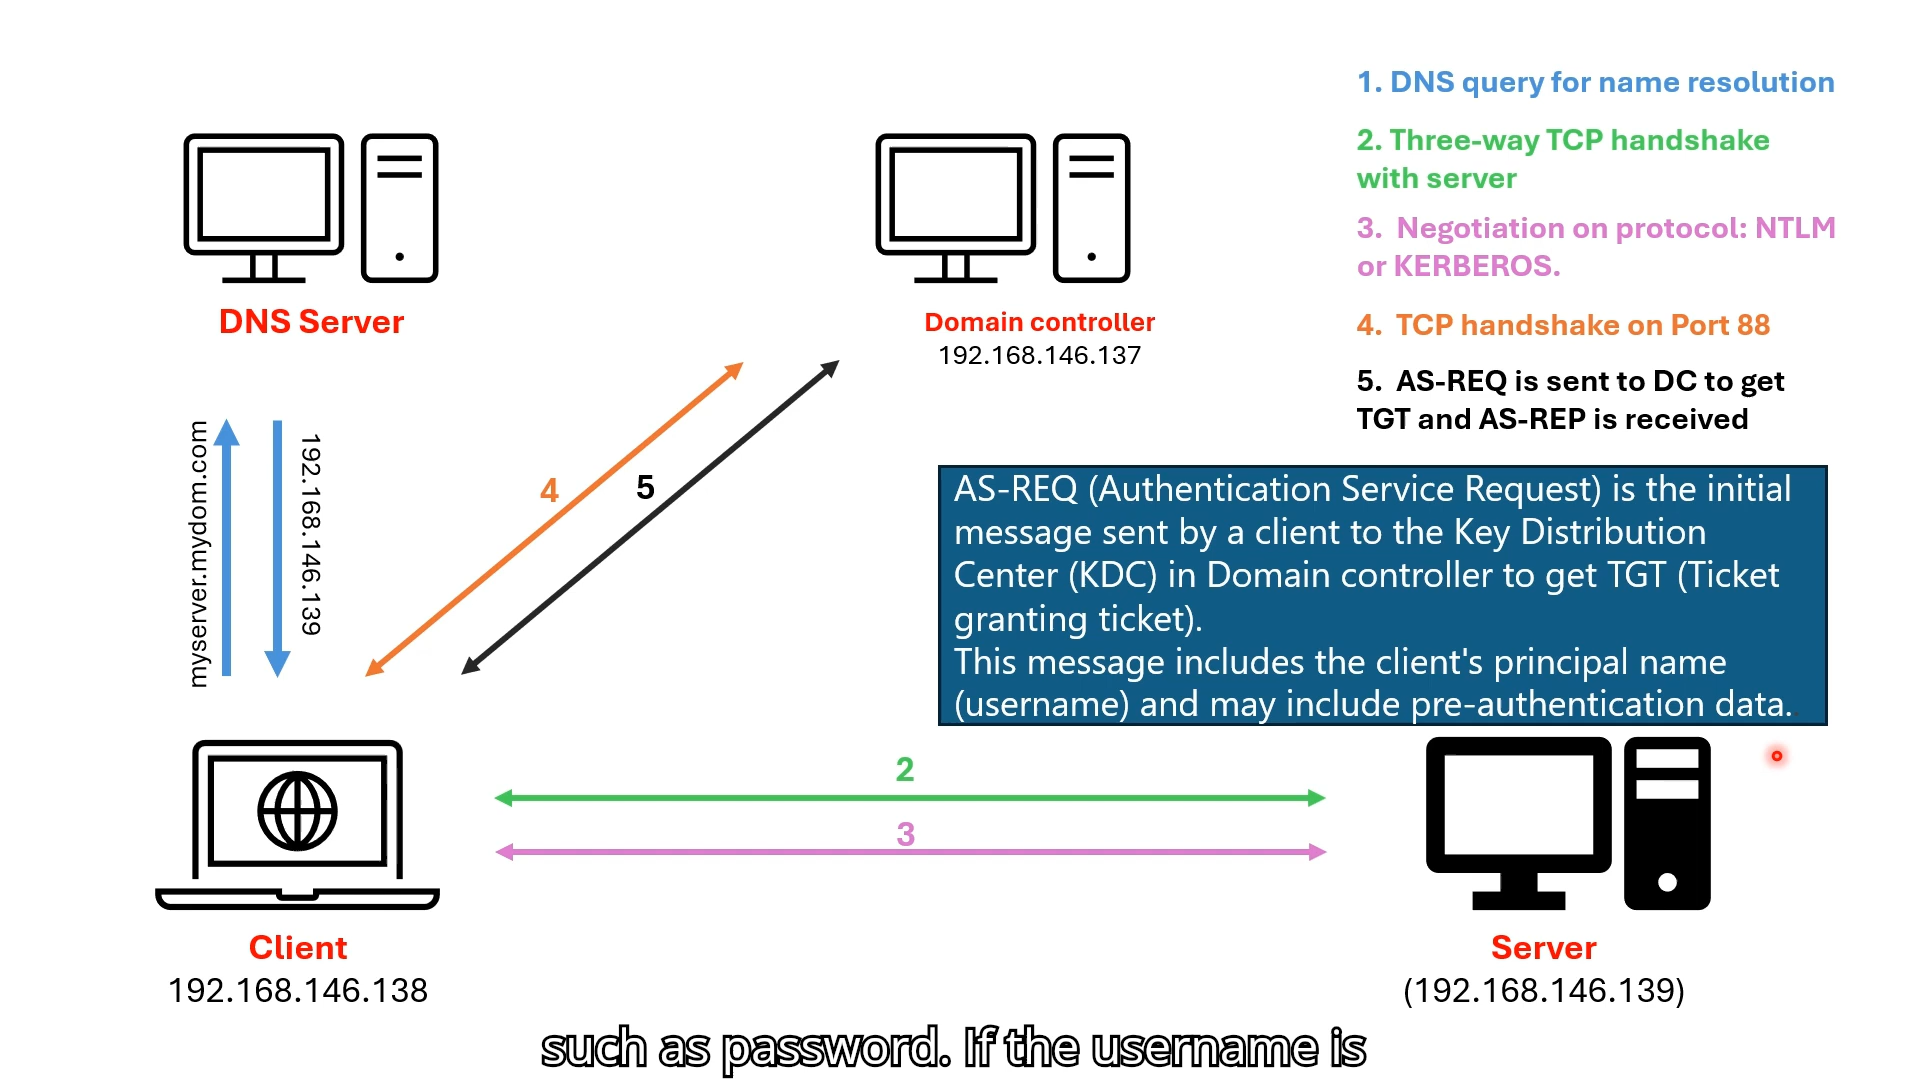 1. DNS query for name resolution
2. Three-way TCP handshake
with server
3. Negotiation on protocol: NTLM
or KERBEROS.
4. TCP handshake on Port 88
5. AS-REQ is sent to DC to get
TGT and AS-REP is received
DNS Server
Domain controller
192.168.146.137
myserver.mydom.com
192.168.146.139
4
5
AS-REQ (Authentication Service Request) is the initial
message sent by a client to the Key Distribution
Center (KDC) in Domain controller to get TGT (Ticket
granting ticket).
This message includes the client's principal name
(username) and may include pre-authentication data.
2
3
Client
192.168.146.138
Server
(192.168.146.139)
such as password. If the username is